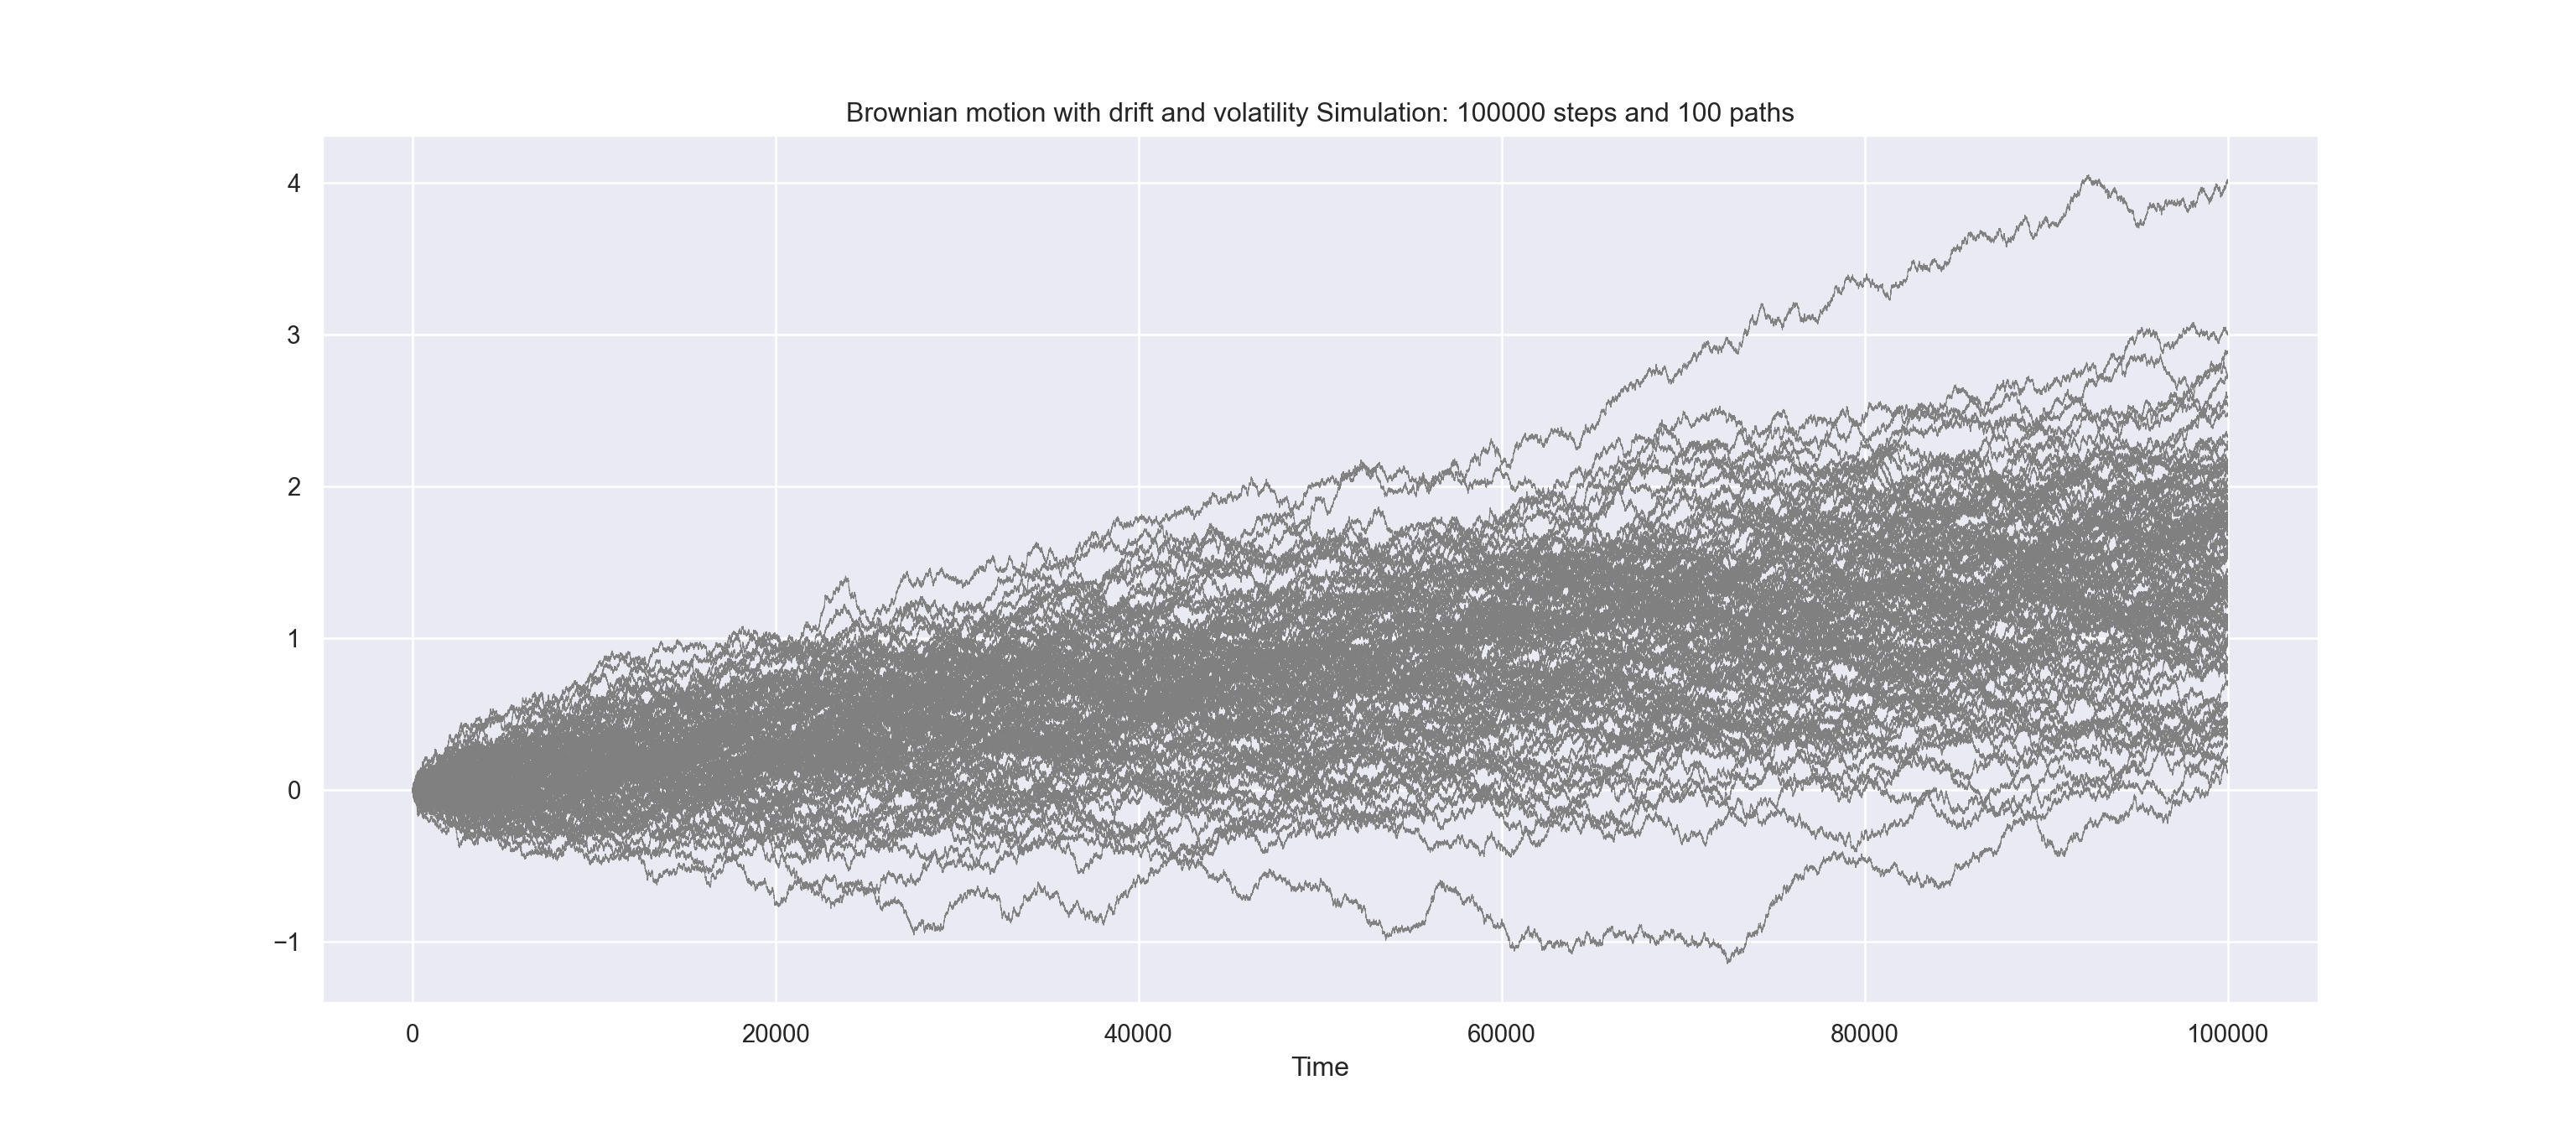 Brownian motion with drift and volatility Simulation: 100000 steps and 100 paths
4
3
2
1
0
−1
0 20000 40000 60000 80000 100000
Time